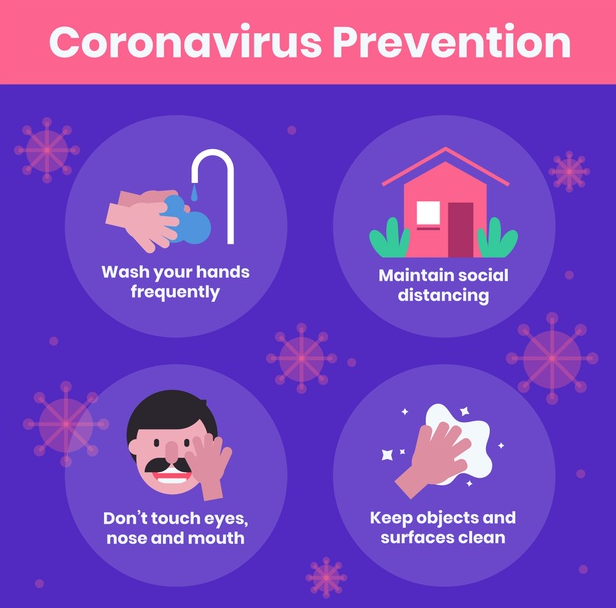 Coronavirus Prevention
Wash your hands
frequently
Maintain social
distancing
Don't touch eyes,
nose and mouth
Keep objects and
surfaces clean